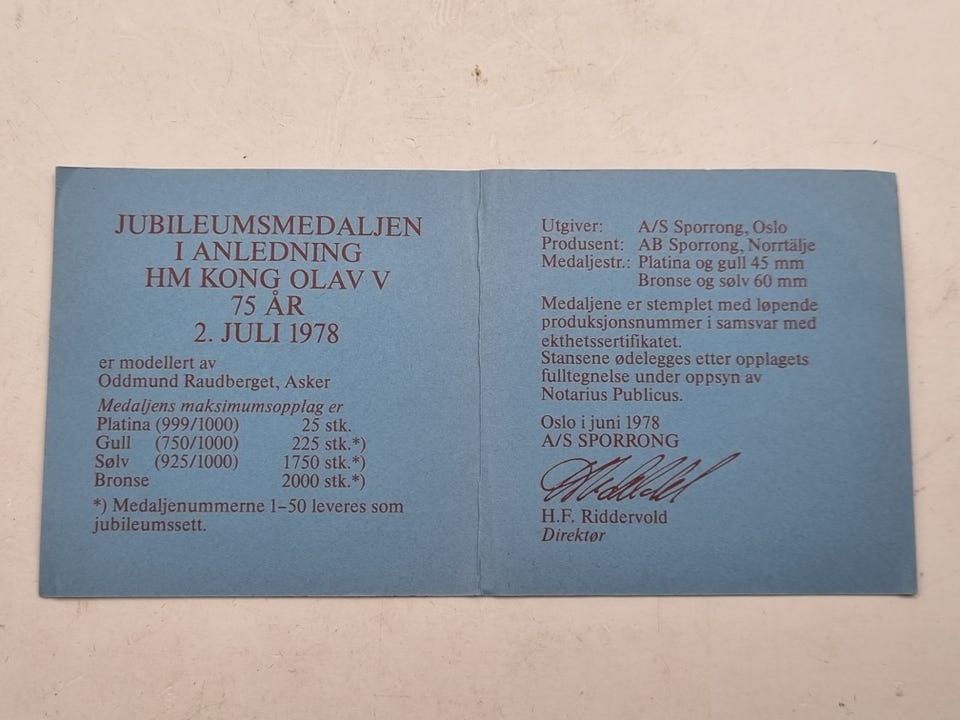 JUBILEUMSMEDALJEN
I ANLEDNING
HM KONG OLAV V
75 ÅR
2. JULI 1978
er modellert av
Oddmund Raudberget, Asker
Medaljens maksimumsopplag er
Platina (999/1000) 25 stk.
Gull (750/1000) 225 stk.*)
Sølv (925/1000) 1750 stk.*)
Bronse 2000 stk.*)
*) Medaljenummerne 1–50 leveres som
jubileumssett.
Utgiver: A/S Sporrong, Oslo
Produsent: AB Sporrong, Norrtälje
Medaljestr.: Platina og gull 45 mm
Bronse og sølv 60 mm
Medaljene er stemplet med løpende
produksjonsnummer i samsvar med
ekthetssertifikatet.
Stansene ødelegges etter opplagets
fulltegnelse under oppsyn av
Notarius Publicus.
Oslo i juni 1978
A/S SPORRONG
H.F. Riddervold
Direktør